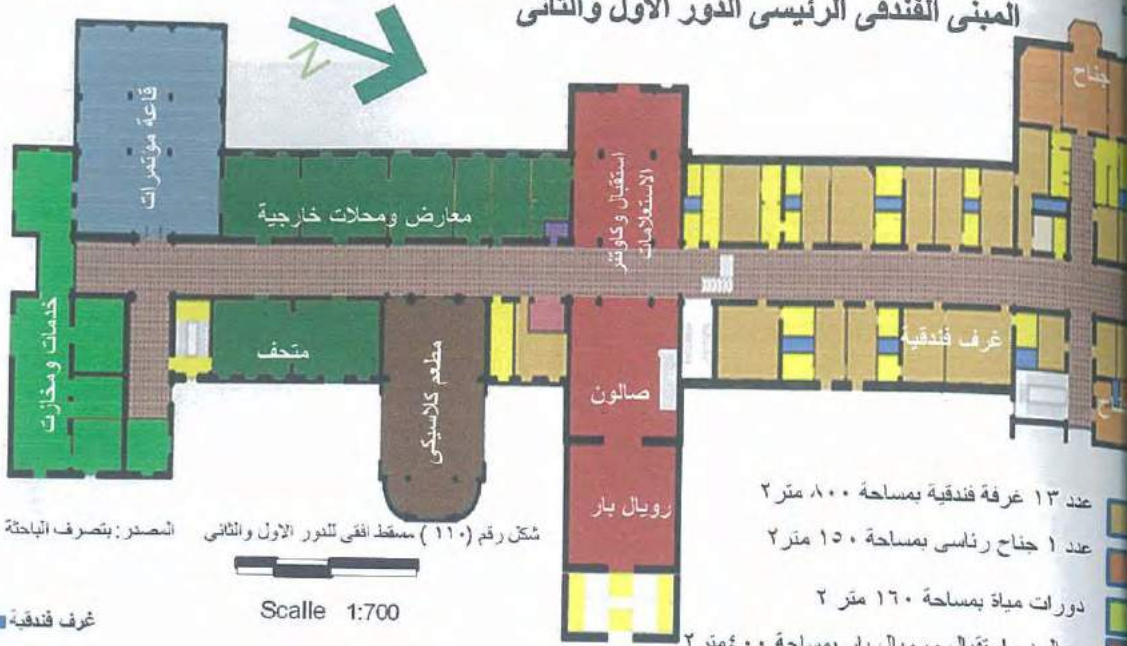 المبنى الفندقى الرئيسى الدور الاول والثانى
N
جناح
قاعة مؤتمرات
معارض ومحلات خارجية
استقبال وكاونتر
الاستعلامات
خدمات ومخازن
متحف
مطعم كلاسيكى
صالون
غرف فندقية
رويال بار
عدد ١٣ غرفة فندقية بمساحة ٨٠٠ متر٢
عدد ١ جناح رئاسى بمساحة ١٥٠ متر٢
دورات مياة بمساحة ١٦٠ متر ٢
شكل رقم (١١٠) مسقط افقى للدور الاول والثانى
المصدر: بتصرف الباحثة
Scalle 1:700
غرف فندقية